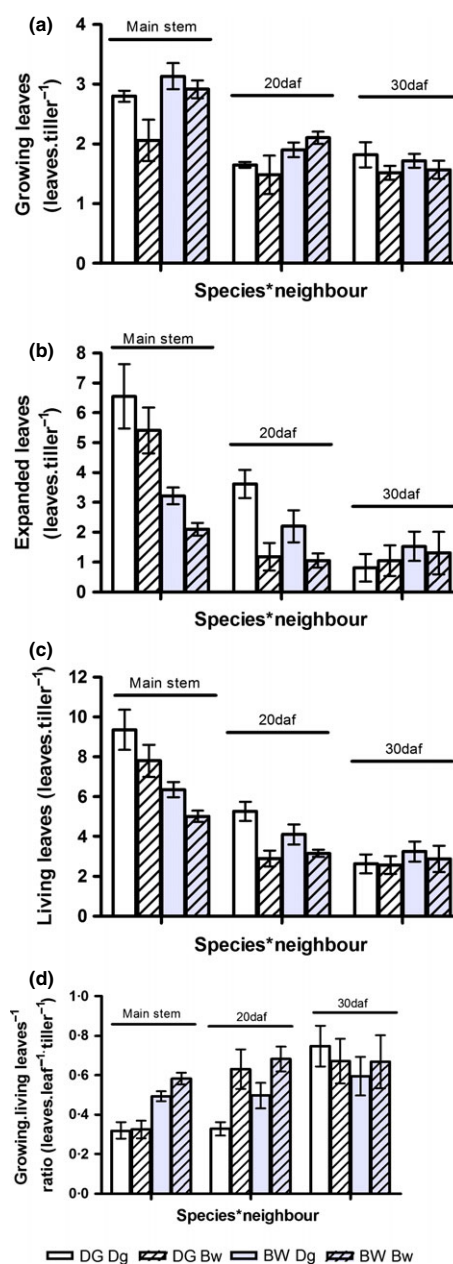 (a)
Main stem
20daf
30daf
Growing leaves
(leaves.tiller⁻¹)
4
3
2
1
0
Species*neighbour
(b)
Main stem
20daf
30daf
Expanded leaves
(leaves.tiller⁻¹)
8
7
6
5
4
3
2
1
0
Species*neighbour
(c)
Main stem
20daf
30daf
Living leaves (leaves.tiller⁻¹)
12
10
8
6
4
2
0
Species*neighbour
(d)
Main stem
20daf
30daf
Growing.living leaves⁻¹
ratio (leaves.leaf⁻¹.tiller⁻¹)
1·0
0·8
0·6
0·4
0·2
0·0
Species*neighbour
DG Dg DG Bw BW Dg BW Bw